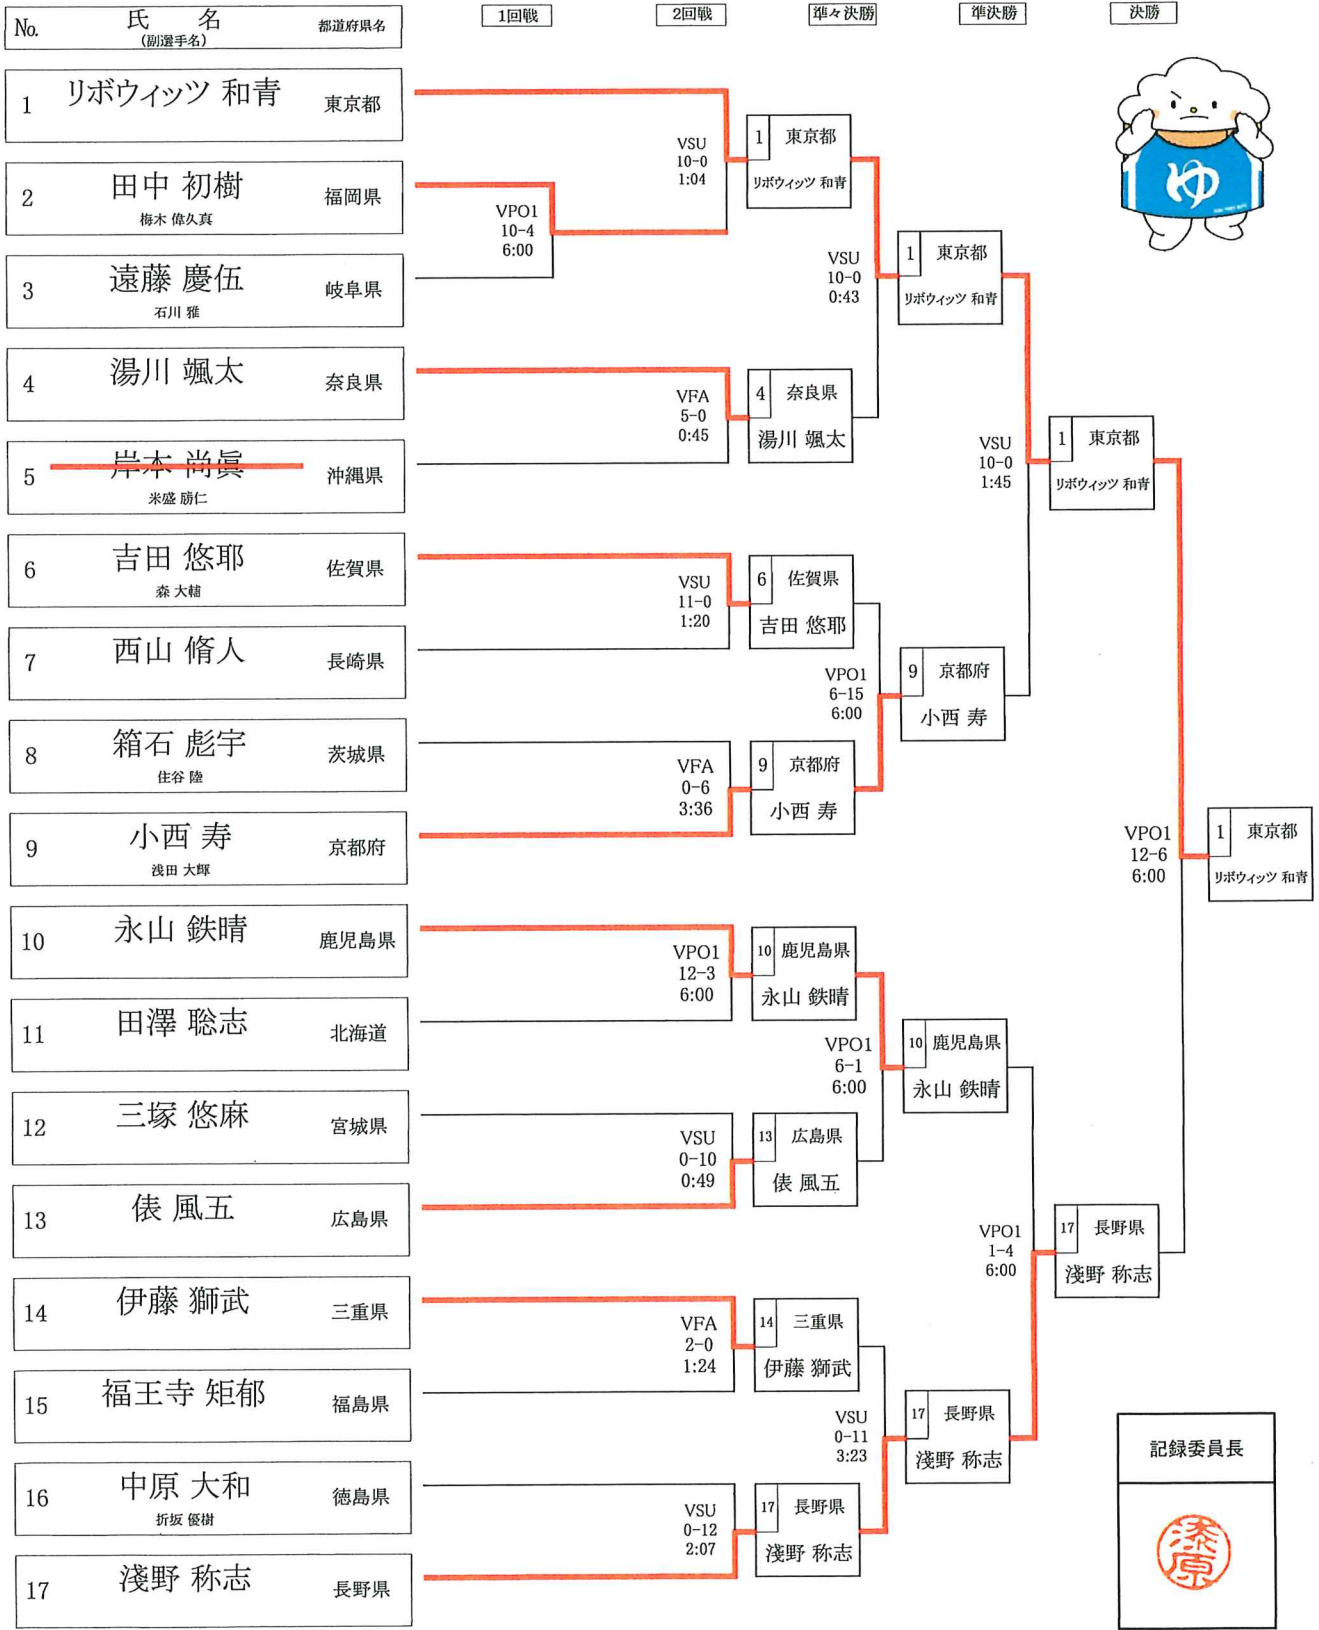 No. 氏 名 都道府県名
(副選手名)
1回戦 2回戦 準々決勝 準決勝 決勝
1 リボウィッツ 和青 東京都
2 田中 初樹 福岡県
梅木 偉久真
3 遠藤 慶伍 岐阜県
石川 雅
4 湯川 颯太 奈良県
5 岸本 尚眞 沖縄県
米盛 勝仁
6 吉田 悠耶 佐賀県
森 大輔
7 西山 脩人 長崎県
8 箱石 彪宇 茨城県
住谷 陸
9 小西 寿 京都府
浅田 大輝
10 永山 鉄晴 鹿児島県
11 田澤 聡志 北海道
12 三塚 悠麻 宮城県
13 俵 風五 広島県
14 伊藤 獅武 三重県
15 福王寺 矩郁 福島県
16 中原 大和 徳島県
折坂 優樹
17 淺野 称志 長野県
VPO1
10-4
6:00
VSU
10-0
1:04
VFA
5-0
0:45
VSU
11-0
1:20
VFA
0-6
3:36
VPO1
12-3
6:00
VSU
0-10
0:49
VFA
2-0
1:24
VSU
0-12
2:07
1 東京都
リボウィッツ 和青
4 奈良県
湯川 颯太
6 佐賀県
吉田 悠耶
9 京都府
小西 寿
10 鹿児島県
永山 鉄晴
13 広島県
俵 風五
14 三重県
伊藤 獅武
17 長野県
淺野 称志
VSU
10-0
0:43
VPO1
6-15
6:00
VPO1
6-1
6:00
VSU
0-11
3:23
1 東京都
リボウィッツ 和青
9 京都府
小西 寿
10 鹿児島県
永山 鉄晴
17 長野県
淺野 称志
VSU
10-0
1:45
VPO1
1-4
6:00
1 東京都
リボウィッツ 和青
17 長野県
淺野 称志
VPO1
12-6
6:00
1 東京都
リボウィッツ 和青
ゆ
記録委員長
漆原